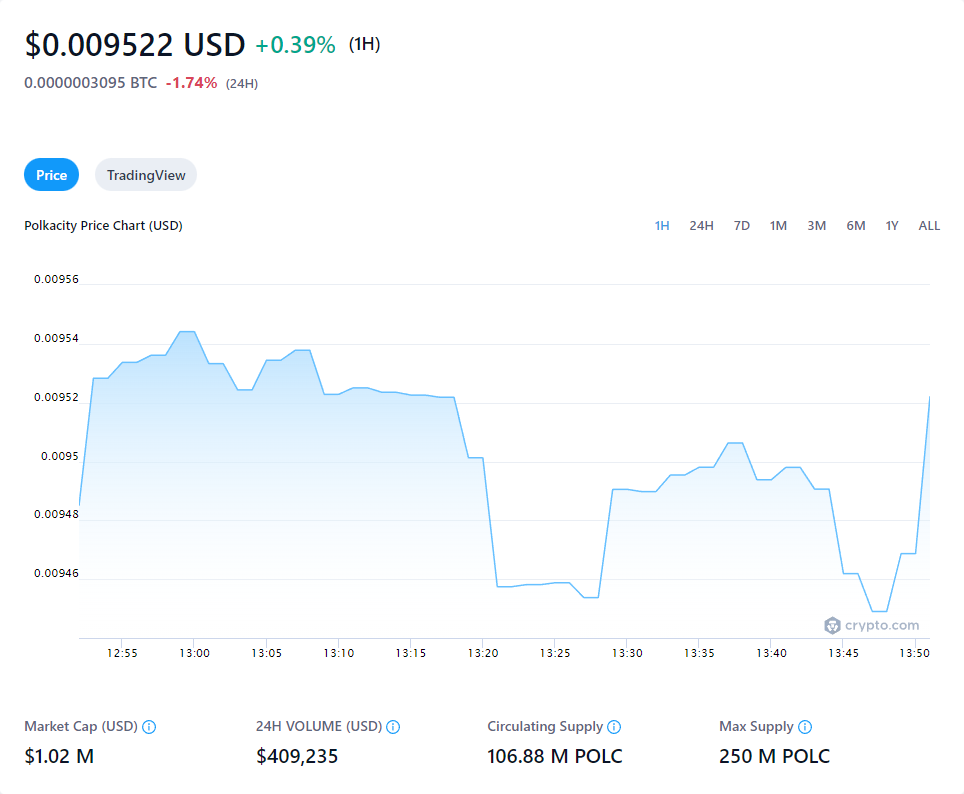 $0.009522 USD +0.39% (1H)
0.0000003095 BTC -1.74% (24H)
Price TradingView
Polkacity Price Chart (USD) 1H 24H 7D 1M 3M 6M 1Y ALL
0.00956
0.00954
0.00952
0.0095
0.00948
0.00946
crypto.com
12:55 13:00 13:05 13:10 13:15 13:20 13:25 13:30 13:35 13:40 13:45 13:50
Market Cap (USD) 24H VOLUME (USD) Circulating Supply Max Supply
$1.02 M $409,235 106.88 M POLC 250 M POLC